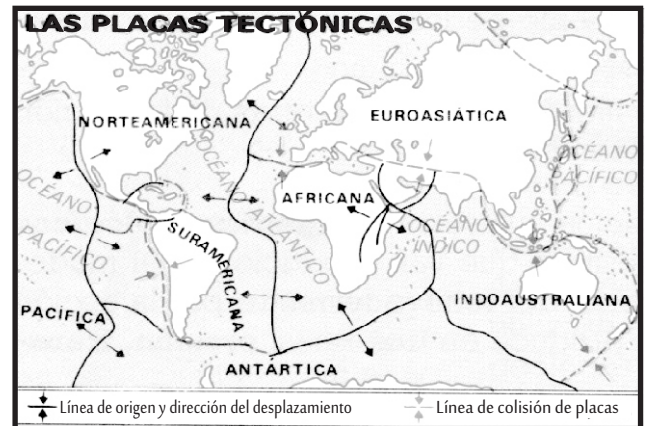 LAS PLACAS TECTÓNICAS
NORTEAMERICANA
EUROASIÁTICA
OCÉANO
PACÍFICO
OCÉANO
PACÍFICO
OCÉANO ATLÁNTICO
AFRICANA
OCÉANO
ÍNDICO
SURAMERICANA
PACÍFICA
INDOAUSTRALIANA
ANTÁRTICA
Línea de origen y dirección del desplazamiento
Línea de colisión de placas